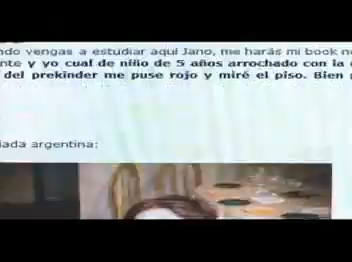 ndo vengas a estudiar aquí Jano, me harás mi book n
nte y yo cual de niño de 5 años arrochado con la
del prekinder me puse rojo y miré el piso. Bien
iada argentina: